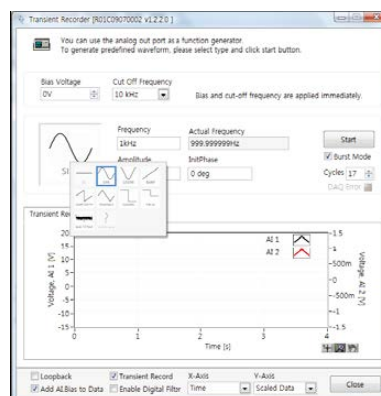 Transient Recorder [R01C09070002 v1.2.2.0 ]
You can use the analog out port as a function generator.
To generate predefined waveform, please select type and click start button.
Bias Voltage
Cut Off Frequency
0V
10 kHz
Bias and cut-off frequency are applied immediately.
Frequency
Actual Frequency
1kHz
999.999999Hz
Start
Amplitude
InitPhase
Burst Mode
0 deg
Cycles 17
DAQ Error
Transient Rec
AI 1
AI 2
20
15
10
5
0
-5
-10
-15
Voltage, AI 1 [V]
1.5
1
500m
0
-500m
-1
-1.5
Voltage, AI 2 [V]
0 1 2 3 4
Time [s]
Loopback
Transient Record
X-Axis
Y-Axis
Add AI.Bias to Data
Enable Digital Filter
Time
Scaled Data
Close